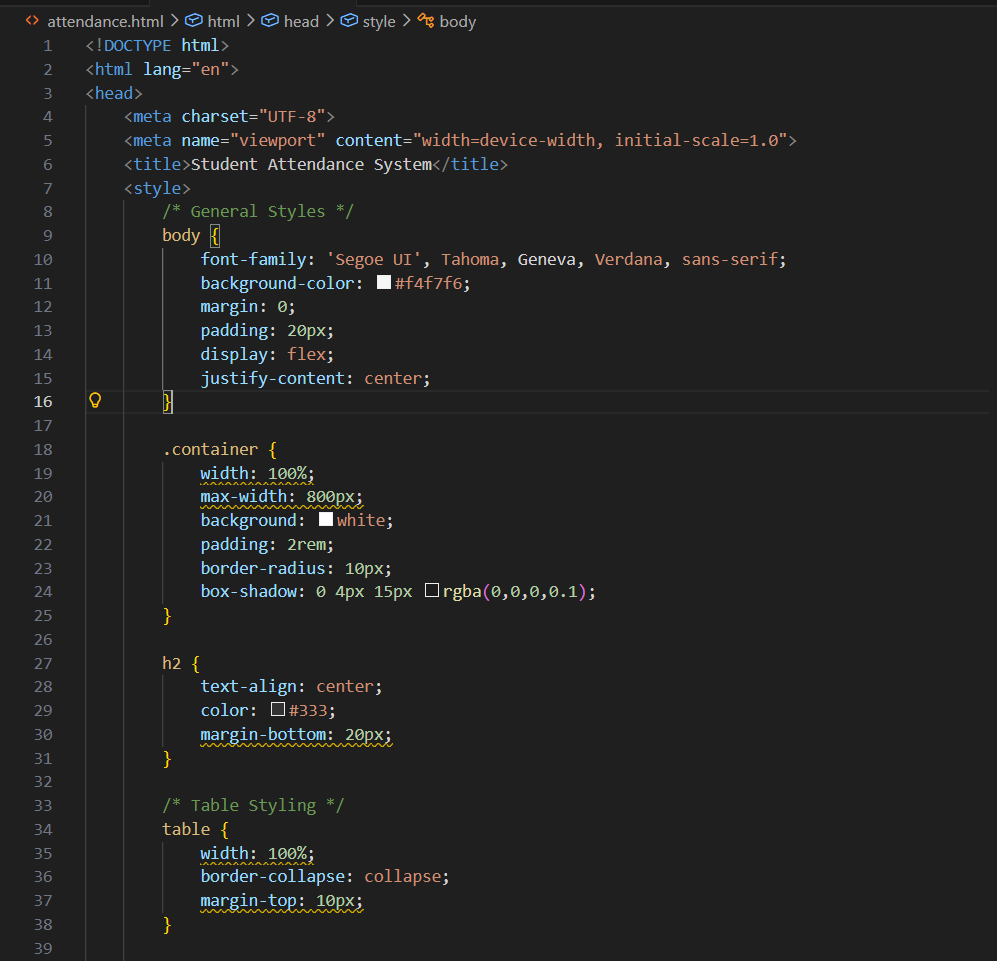 attendance.html > html > head > style > body
1 <!DOCTYPE html>
2 <html lang="en">
3 <head>
4 <meta charset="UTF-8">
5 <meta name="viewport" content="width=device-width, initial-scale=1.0">
6 <title>Student Attendance System</title>
7 <style>
8 /* General Styles */
9 body {
10 font-family: 'Segoe UI', Tahoma, Geneva, Verdana, sans-serif;
11 background-color: #f4f7f6;
12 margin: 0;
13 padding: 20px;
14 display: flex;
15 justify-content: center;
16 }
17
18 .container {
19 width: 100%;
20 max-width: 800px;
21 background: white;
22 padding: 2rem;
23 border-radius: 10px;
24 box-shadow: 0 4px 15px rgba(0,0,0,0.1);
25 }
26
27 h2 {
28 text-align: center;
29 color: #333;
30 margin-bottom: 20px;
31 }
32
33 /* Table Styling */
34 table {
35 width: 100%;
36 border-collapse: collapse;
37 margin-top: 10px;
38 }
39